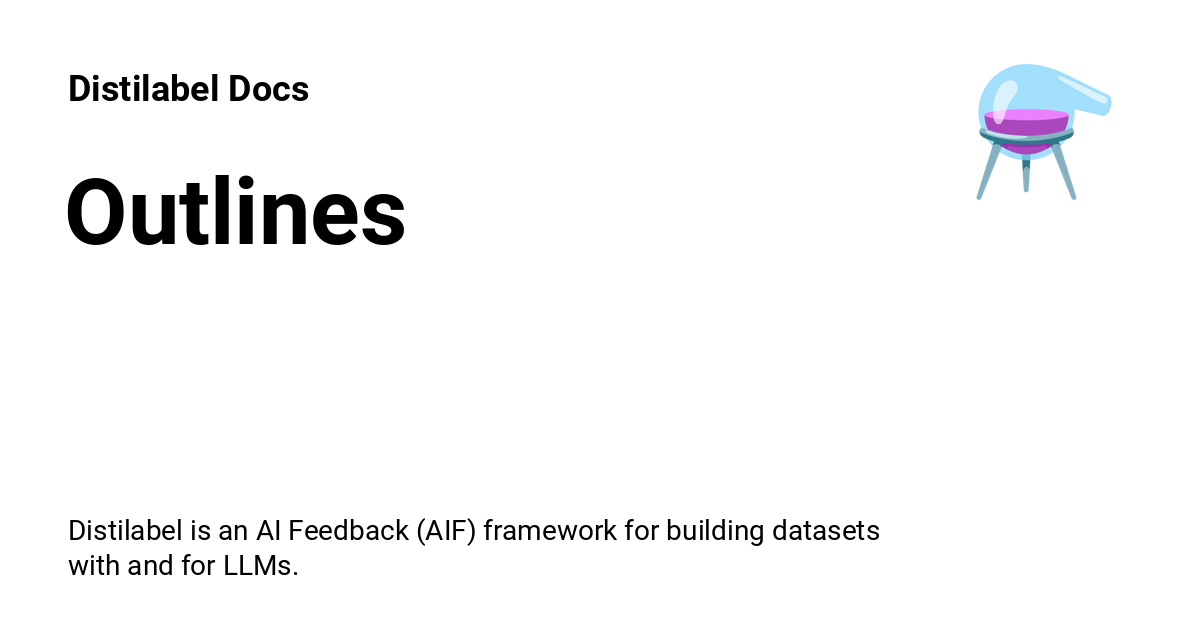 Distilabel Docs
Outlines
Distilabel is an AI Feedback (AIF) framework for building datasets
with and for LLMs.